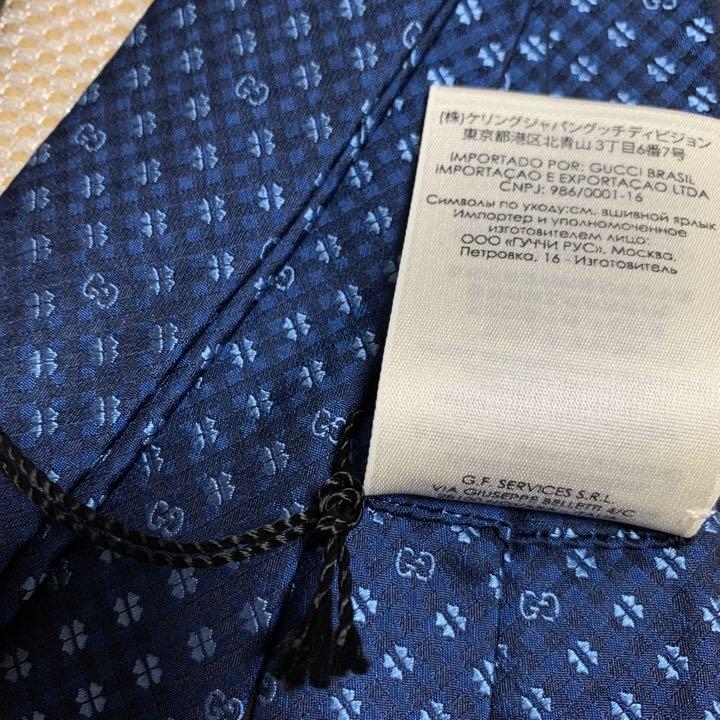 (株)ケリングジャパングッチディビジョン
東京都港区北青山3丁目6番7号
IMPORTADO POR: GUCCI BRASIL
IMPORTAÇAO E EXPORTAÇAO LTDA
CNPJ: 986/0001-16
Символы по уходу:см. вшивной ярлык
Импортер и уполномоченное
изготовителем лицо:
ООО «ГУЧЧИ РУС», Москва,
Петровка, 16 - Изготовитель
G.F. SERVICES S.R.L.
VIA GIUSEPPE BELLETTI 4/C